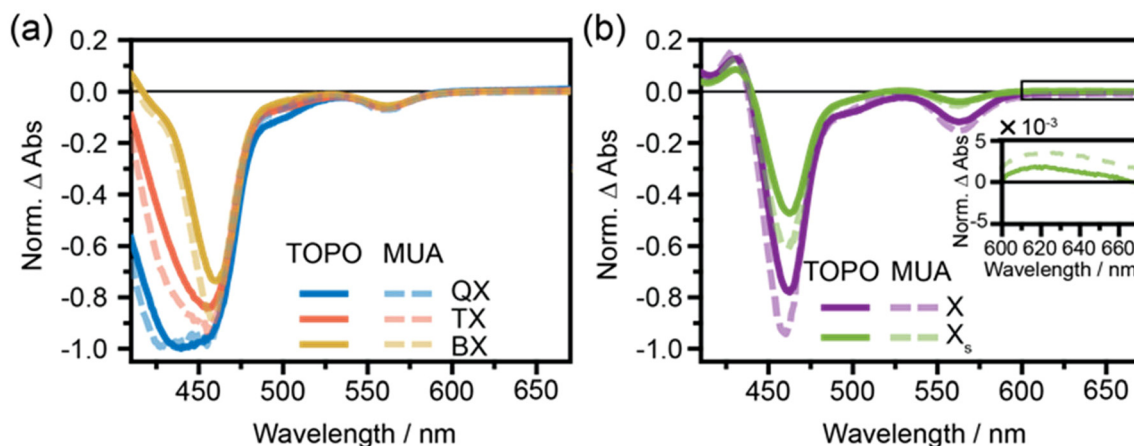 (a)
0.2
0.0
-0.2
-0.4
-0.6
-0.8
-1.0
Norm. Δ Abs
TOPO MUA
QX
TX
BX
450 500 550 600 650
Wavelength / nm
(b)
0.2
0.0
-0.2
-0.4
-0.6
-0.8
-1.0
Norm. Δ Abs
TOPO MUA
X
Xs
× 10-3
5
0
-5
Norm. Δ Abs
600 620 640 660
Wavelength / nm
450 500 550 600 650
Wavelength / nm